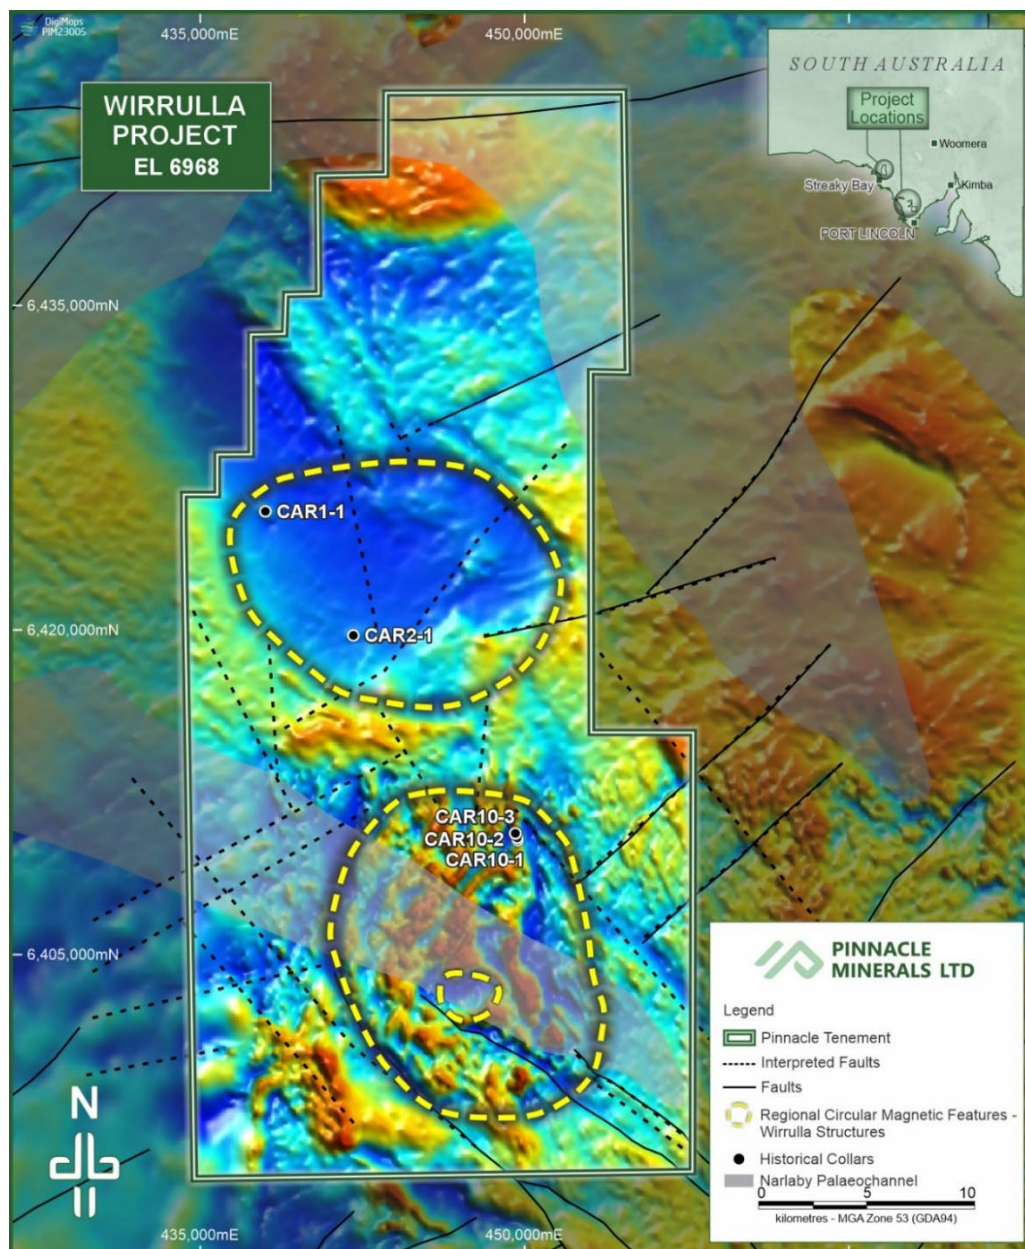 DigiMaps
PIM23005
435,000mE
450,000mE
WIRRULLA
PROJECT
EL 6968
SOUTH AUSTRALIA
Project
Locations
Woomera
Streaky Bay
Kimba
PORT LINCOLN
6,435,000mN
CAR1-1
6,420,000mN
CAR2-1
CAR10-3
CAR10-2
CAR10-1
6,405,000mN
N
435,000mE
450,000mE
PINNACLE
MINERALS LTD
Legend
Pinnacle Tenement
Interpreted Faults
Faults
Regional Circular Magnetic Features -
Wirrulla Structures
Historical Collars
Narlaby Palaeochannel
0 5 10
kilometres - MGA Zone 53 (GDA94)